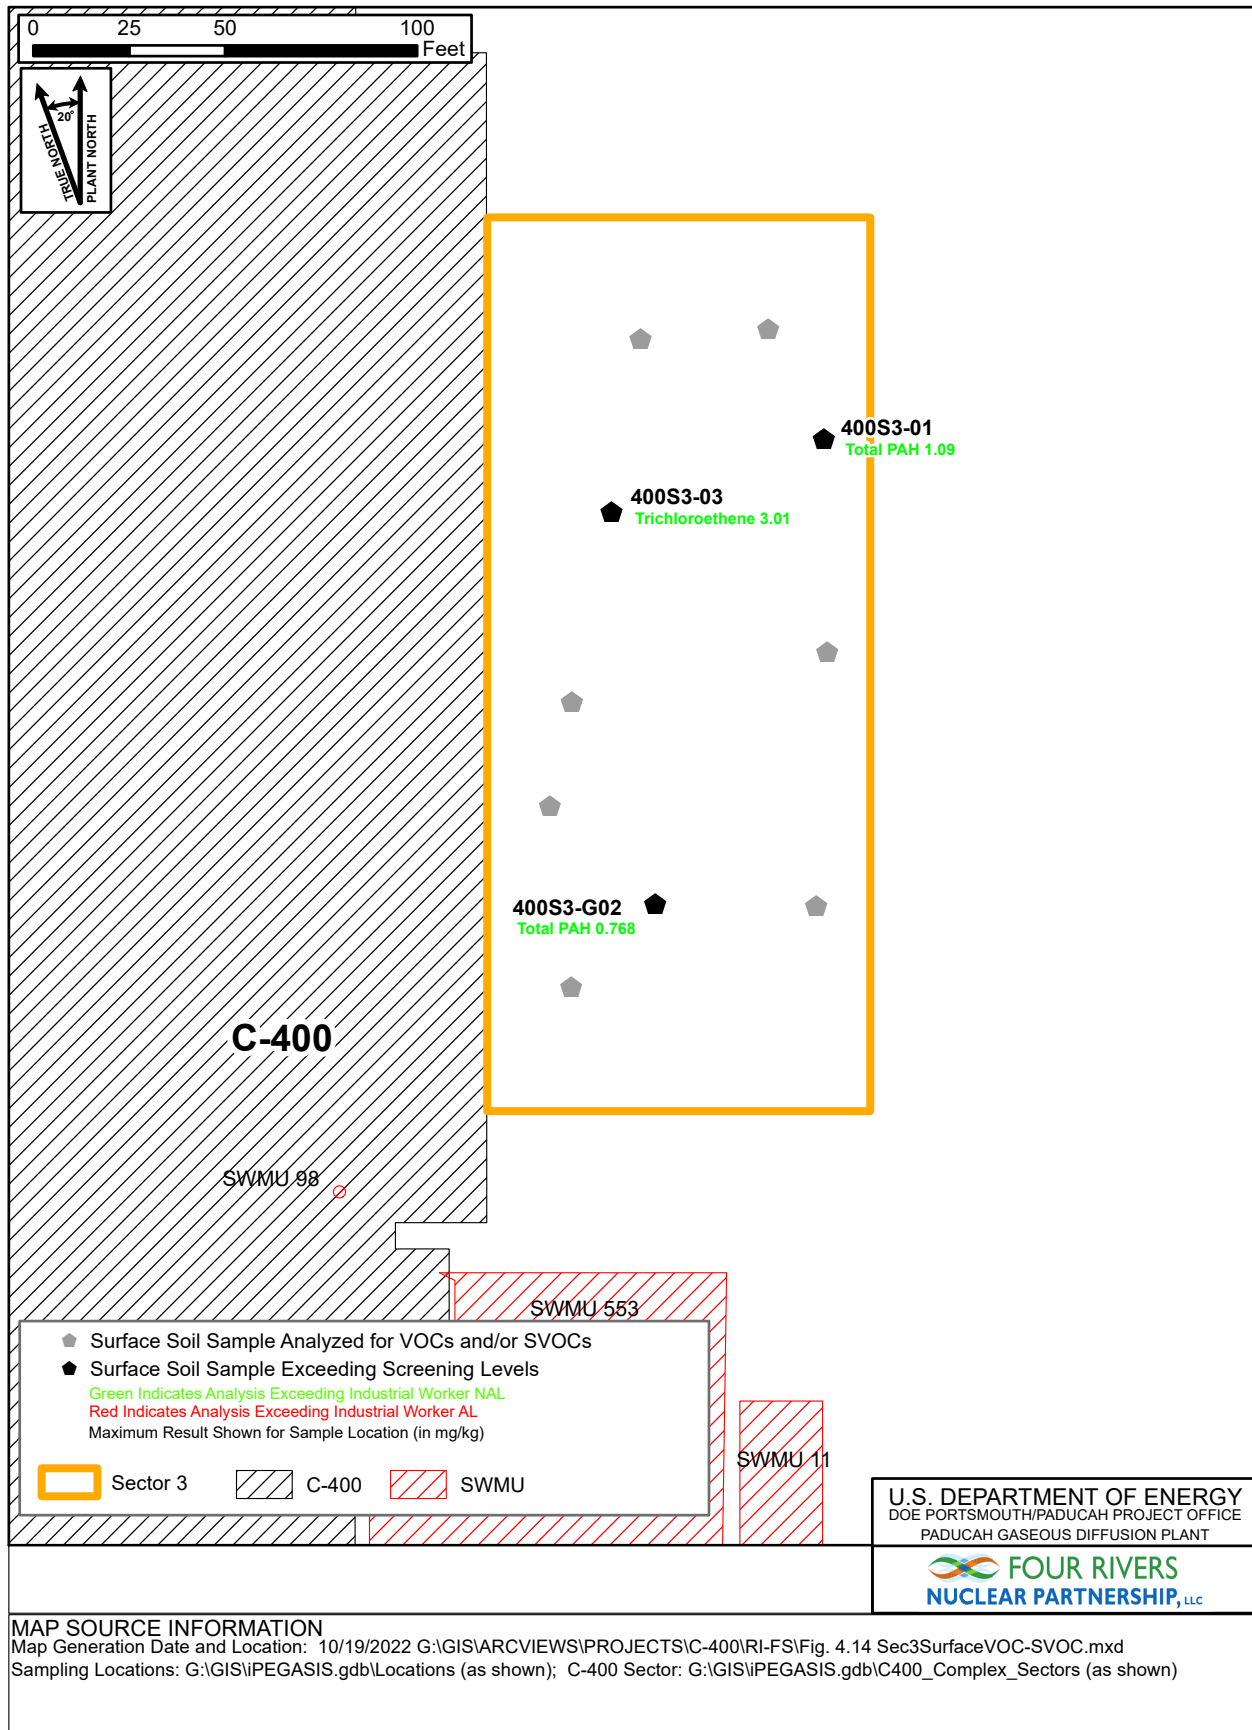 0 25 50 100
Feet
20°
TRUE NORTH
PLANT NORTH
400S3-01
Total PAH 1.09
400S3-03
Trichloroethene 3.01
400S3-G02
Total PAH 0.768
C-400
SWMU 98
SWMU 553
Surface Soil Sample Analyzed for VOCs and/or SVOCs
Surface Soil Sample Exceeding Screening Levels
Green Indicates Analysis Exceeding Industrial Worker NAL
Red Indicates Analysis Exceeding Industrial Worker AL
Maximum Result Shown for Sample Location (in mg/kg)
Sector 3 C-400 SWMU
SWMU 11
U.S. DEPARTMENT OF ENERGY
DOE PORTSMOUTH/PADUCAH PROJECT OFFICE
PADUCAH GASEOUS DIFFUSION PLANT
FOUR RIVERS
NUCLEAR PARTNERSHIP, LLC
MAP SOURCE INFORMATION
Map Generation Date and Location: 10/19/2022 G:\GIS\ARCVIEWS\PROJECTS\C-400\RI-FS\Fig. 4.14 Sec3SurfaceVOC-SVOC.mxd
Sampling Locations: G:\GIS\iPEGASIS.gdb\Locations (as shown); C-400 Sector: G:\GIS\iPEGASIS.gdb\C400_Complex_Sectors (as shown)